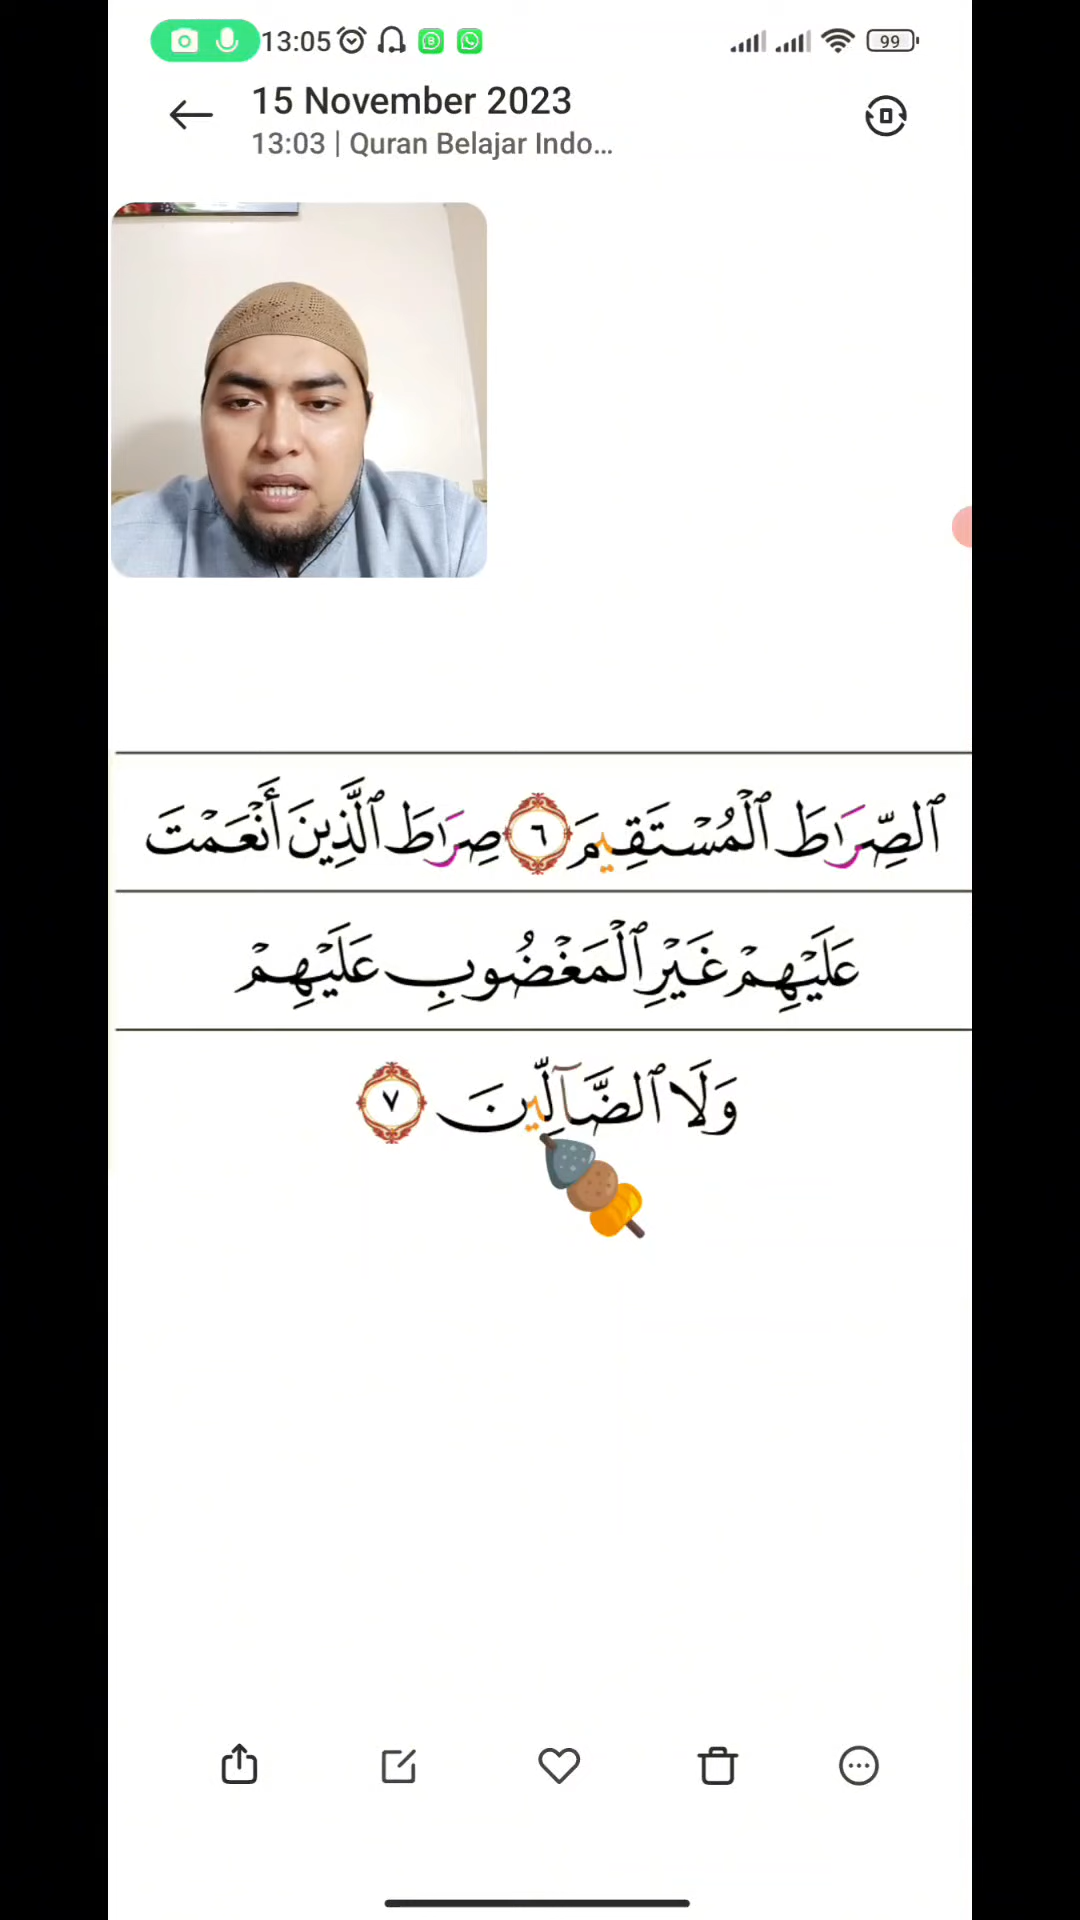 13:05
99
15 November 2023
13:03 | Quran Belajar Indo...
ٱلصِّرَٰطَ ٱلْمُسْتَقِيمَ ٦ صِرَٰطَ ٱلَّذِينَ أَنْعَمْتَ
عَلَيْهِمْ غَيْرِ ٱلْمَغْضُوبِ عَلَيْهِمْ
وَلَا ٱلضَّآلِّينَ ٧